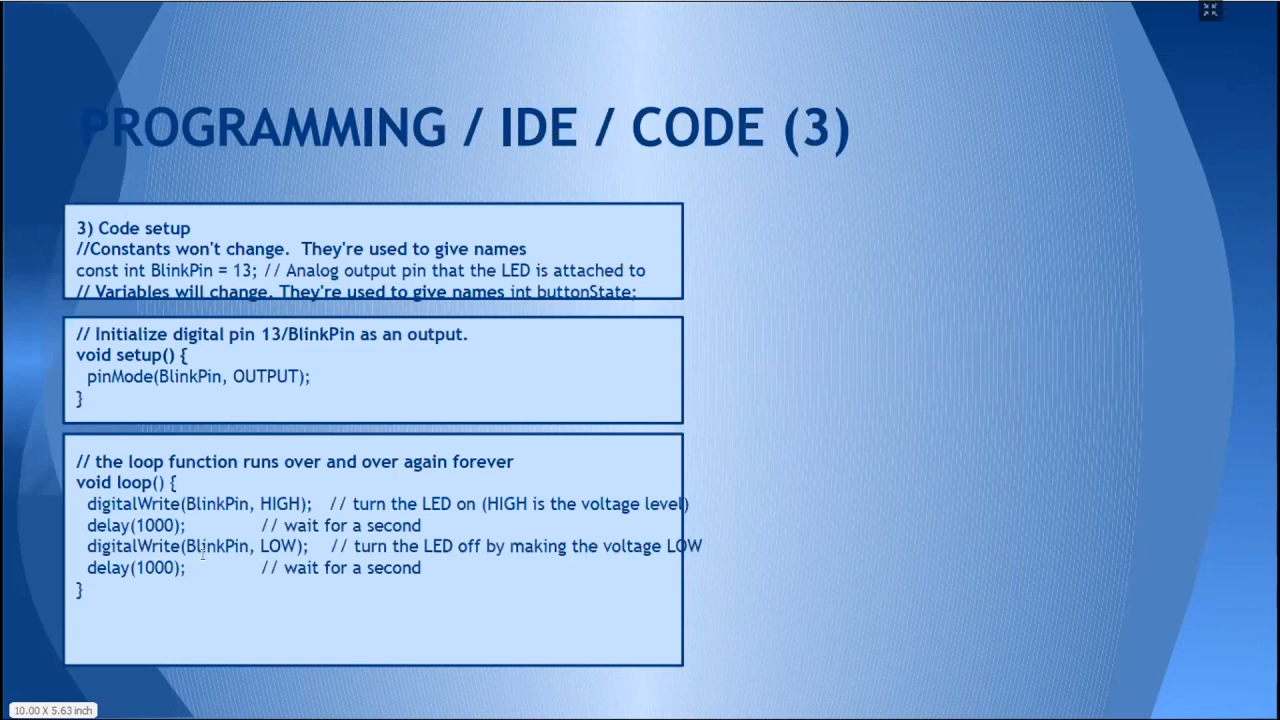 PROGRAMMING / IDE / CODE (3)
3) Code setup
//Constants won't change.  They're used to give names
const int BlinkPin = 13; // Analog output pin that the LED is attached to
// Variables will change. They're used to give names int buttonState;
// Initialize digital pin 13/BlinkPin as an output.
void setup() {
  pinMode(BlinkPin, OUTPUT);
}
// the loop function runs over and over again forever
void loop() {
  digitalWrite(BlinkPin, HIGH);   // turn the LED on (HIGH is the voltage level)
  delay(1000);              // wait for a second
  digitalWrite(BlinkPin, LOW);    // turn the LED off by making the voltage LOW
  delay(1000);              // wait for a second
}
10.00 X 5.63 inch